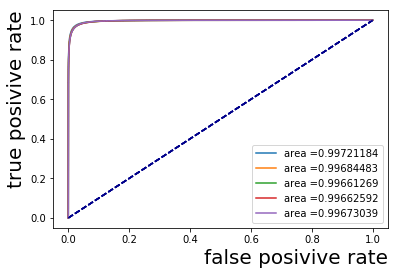 true posivive rate
1.0
0.8
0.6
0.4
0.2
0.0
area =0.99721184
area =0.99684483
area =0.99661269
area =0.99662592
area =0.99673039
0.0 0.2 0.4 0.6 0.8 1.0
false posivive rate